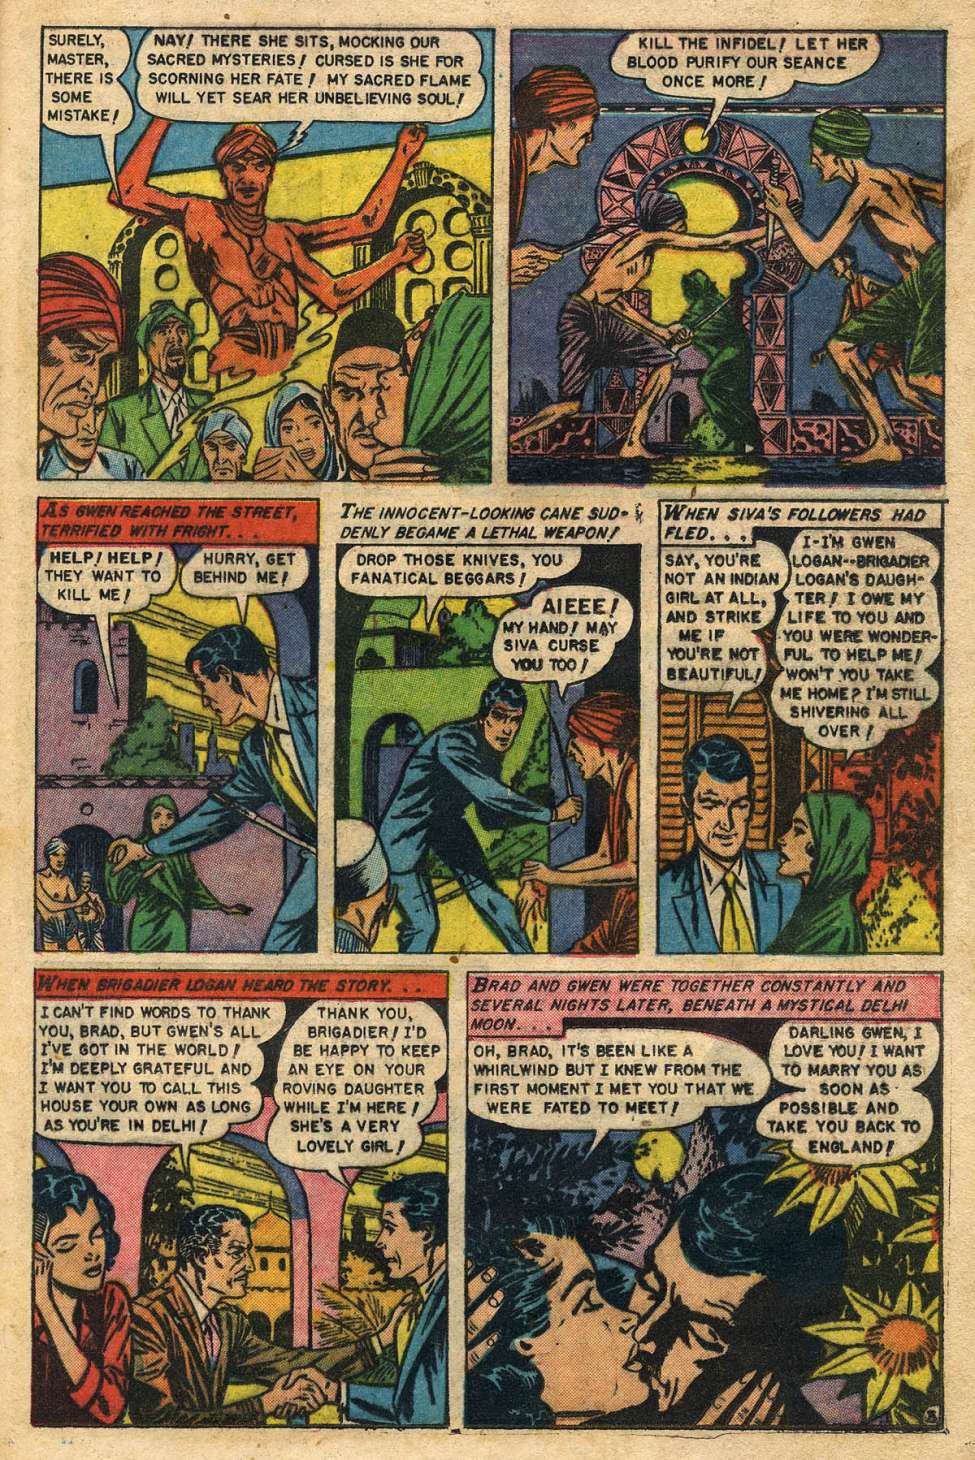 SURELY,
MASTER,
THERE IS
SOME
MISTAKE!
NAY! THERE SHE SITS, MOCKING OUR
SACRED MYSTERIES! CURSED IS SHE FOR
SCORNING HER FATE! MY SACRED FLAME
WILL YET SEAR HER UNBELIEVING SOUL!
KILL THE INFIDEL! LET HER
BLOOD PURIFY OUR SEANCE
ONCE MORE!
AS GWEN REACHED THE STREET,
TERRIFIED WITH FRIGHT. . .
HELP! HELP!
THEY WANT TO
KILL ME!
HURRY, GET
BEHIND ME!
THE INNOCENT-LOOKING CANE SUD-
DENLY BECAME A LETHAL WEAPON!
DROP THOSE KNIVES, YOU
FANATICAL BEGGARS!
AIEEE!
MY HAND! MAY
SIVA CURSE
YOU TOO!
WHEN SIVA'S FOLLOWERS HAD
FLED. . .
SAY, YOU'RE
NOT AN INDIAN
GIRL AT ALL,
AND STRIKE
ME IF
YOU'RE NOT
BEAUTIFUL!
I-I'M GWEN
LOGAN--BRIGADIER
LOGAN'S DAUGH-
TER! I OWE MY
LIFE TO YOU AND
YOU WERE WONDER-
FUL TO HELP ME!
WON'T YOU TAKE
ME HOME? I'M STILL
SHIVERING ALL
OVER!
WHEN BRIGADIER LOGAN HEARD THE STORY. . .
I CAN'T FIND WORDS TO THANK
YOU, BRAD, BUT GWEN'S ALL
I'VE GOT IN THE WORLD!
I'M DEEPLY GRATEFUL AND
I WANT YOU TO CALL THIS
HOUSE YOUR OWN AS LONG
AS YOU'RE IN DELHI!
THANK YOU,
BRIGADIER! I'D
BE HAPPY TO KEEP
AN EYE ON YOUR
ROVING DAUGHTER
WHILE I'M HERE!
SHE'S A VERY
LOVELY GIRL!
BRAD AND GWEN WERE TOGETHER CONSTANTLY AND
SEVERAL NIGHTS LATER, BENEATH A MYSTICAL DELHI
MOON. . .
OH, BRAD, IT'S BEEN LIKE A
WHIRLWIND BUT I KNEW FROM THE
FIRST MOMENT I MET YOU THAT WE
WERE FATED TO MEET!
DARLING GWEN, I
LOVE YOU! I WANT
TO MARRY YOU AS
SOON AS
POSSIBLE AND
TAKE YOU BACK TO
ENGLAND!